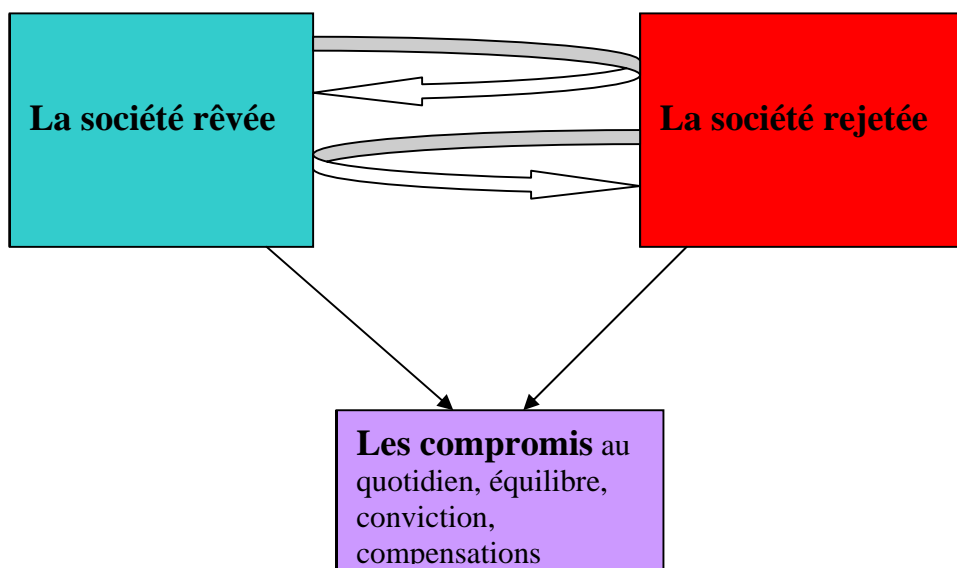 La société rêvée
La société rejetée
Les compromis au
quotidien, équilibre,
conviction,
compensations